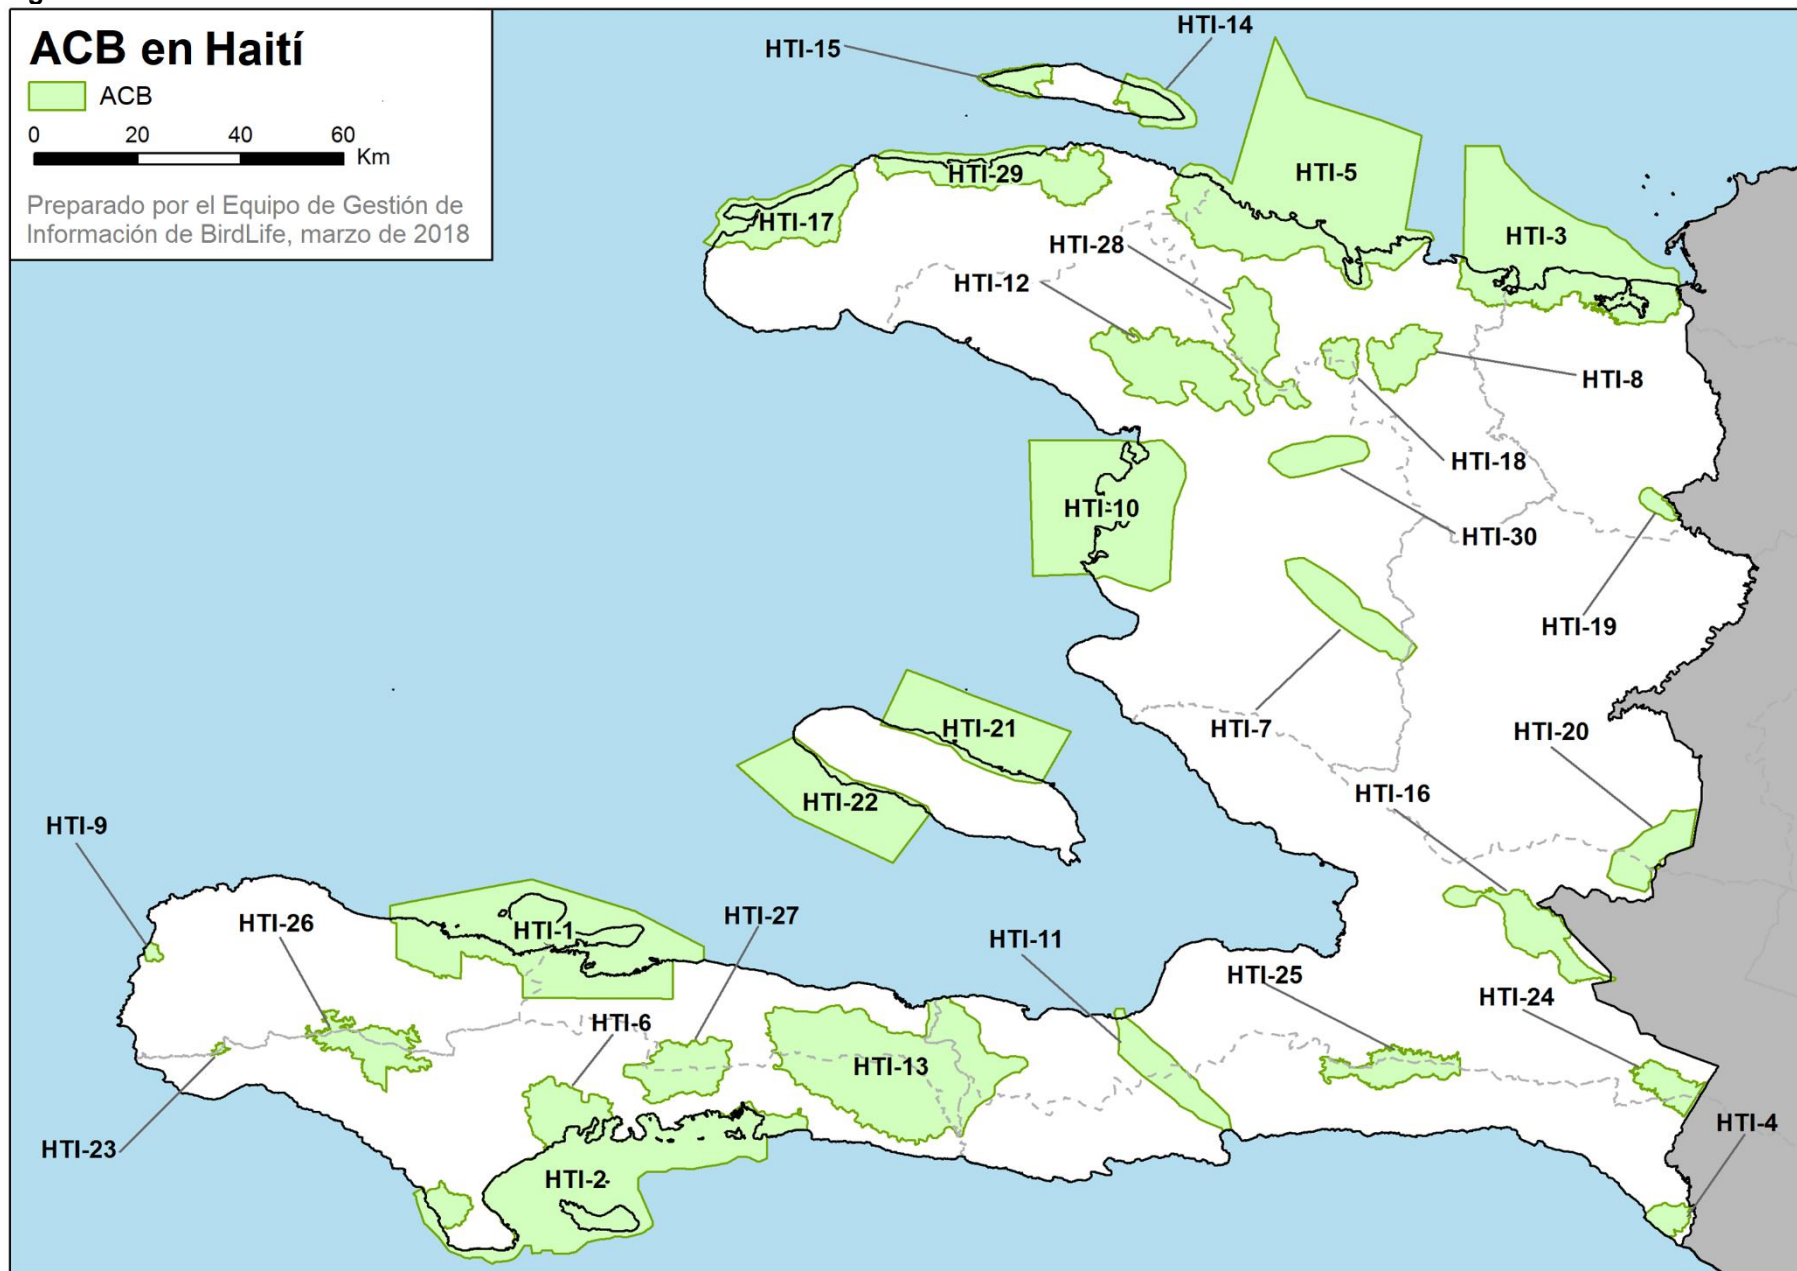 g
ACB en Haití
ACB
0 20 40 60
Km
Preparado por el Equipo de Gestión de
Información de BirdLife, marzo de 2018
HTI-14
HTI-15
HTI-29
HTI-5
HTI-17
HTI-3
HTI-28
HTI-12
HTI-8
HTI-18
HTI-10
HTI-30
HTI-19
HTI-7
HTI-21
HTI-20
HTI-16
HTI-22
HTI-9
HTI-26
HTI-1
HTI-27
HTI-11
HTI-25
HTI-24
HTI-6
HTI-13
HTI-23
HTI-2
HTI-4